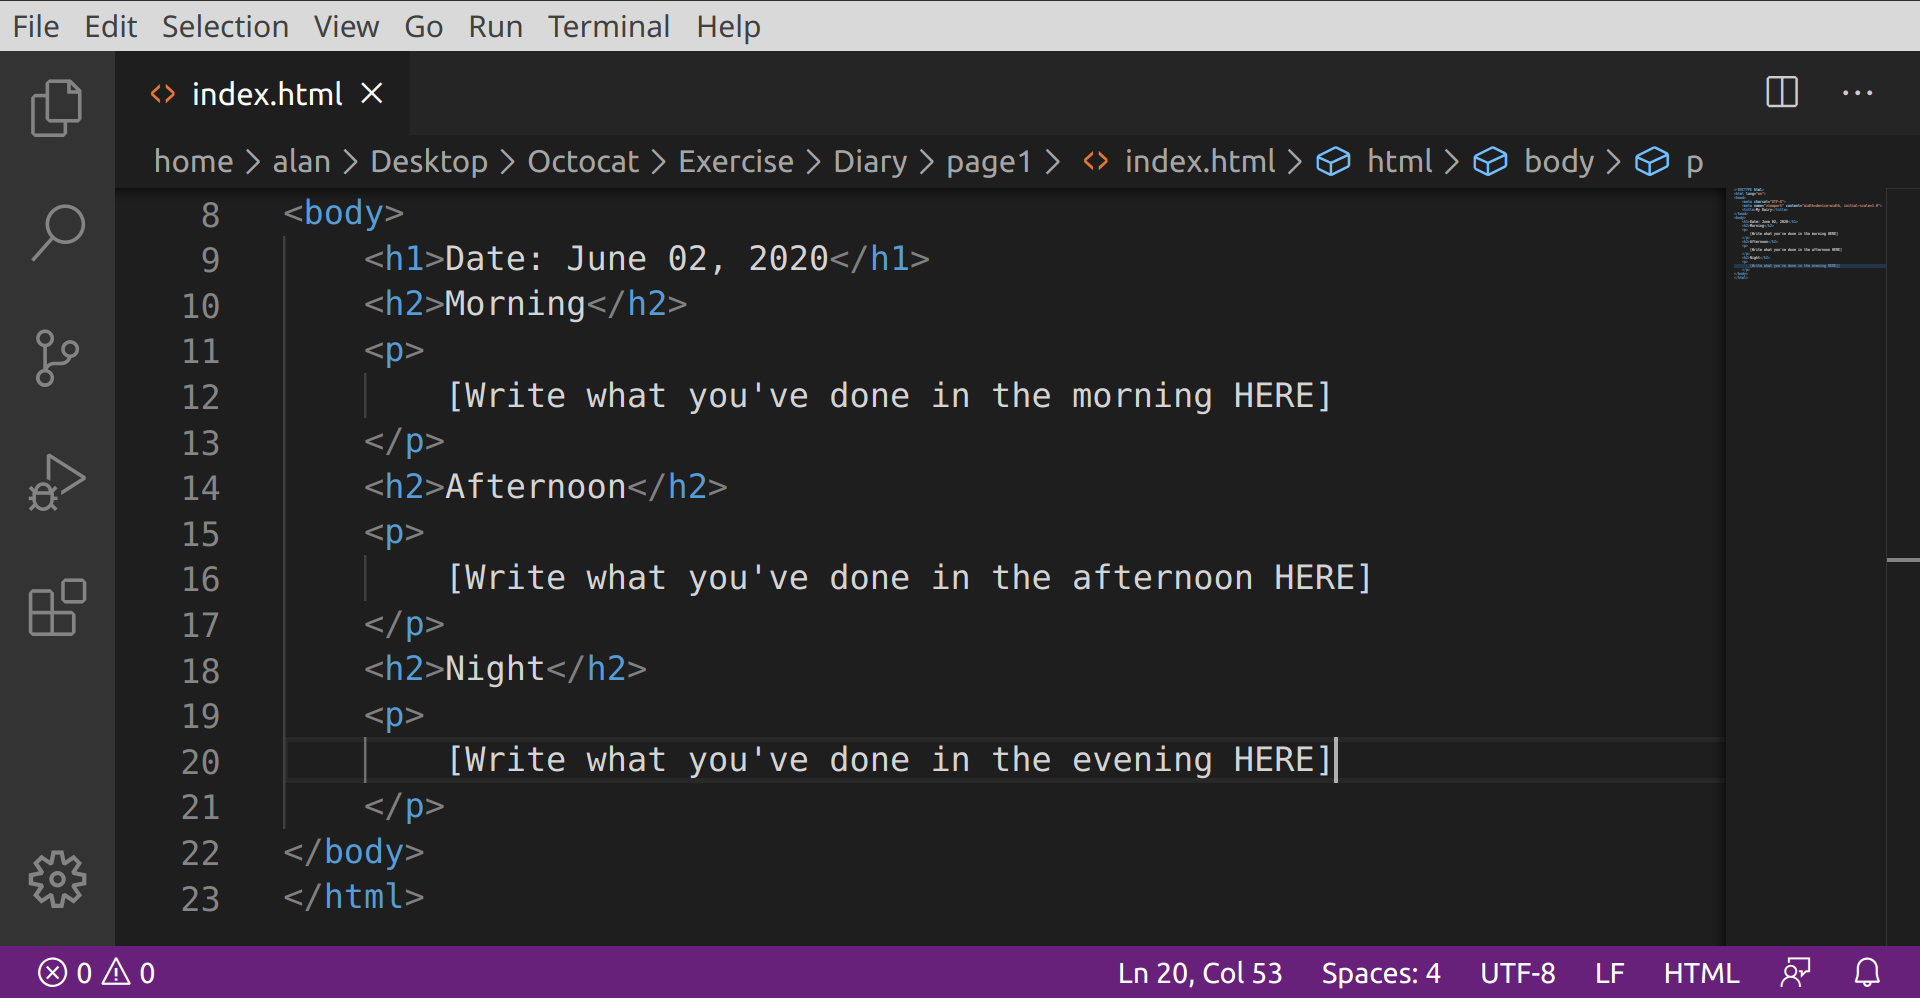 File Edit Selection View Go Run Terminal Help
index.html
home > alan > Desktop > Octocat > Exercise > Diary > page1 > <> index.html > html > body > p
8 <body>
9 <h1>Date: June 02, 2020</h1>
10 <h2>Morning</h2>
11 <p>
12 [Write what you've done in the morning HERE]
13 </p>
14 <h2>Afternoon</h2>
15 <p>
16 [Write what you've done in the afternoon HERE]
17 </p>
18 <h2>Night</h2>
19 <p>
20 [Write what you've done in the evening HERE]
21 </p>
22 </body>
23 </html>
0 0 Ln 20, Col 53 Spaces: 4 UTF-8 LF HTML